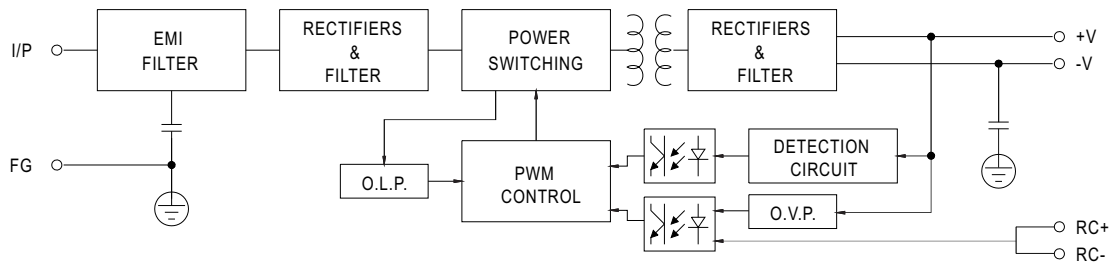 I/P
EMI
FILTER
RECTIFIERS
&
FILTER
POWER
SWITCHING
RECTIFIERS
&
FILTER
+V
-V
FG
O.L.P.
PWM
CONTROL
DETECTION
CIRCUIT
O.V.P.
RC+
RC-